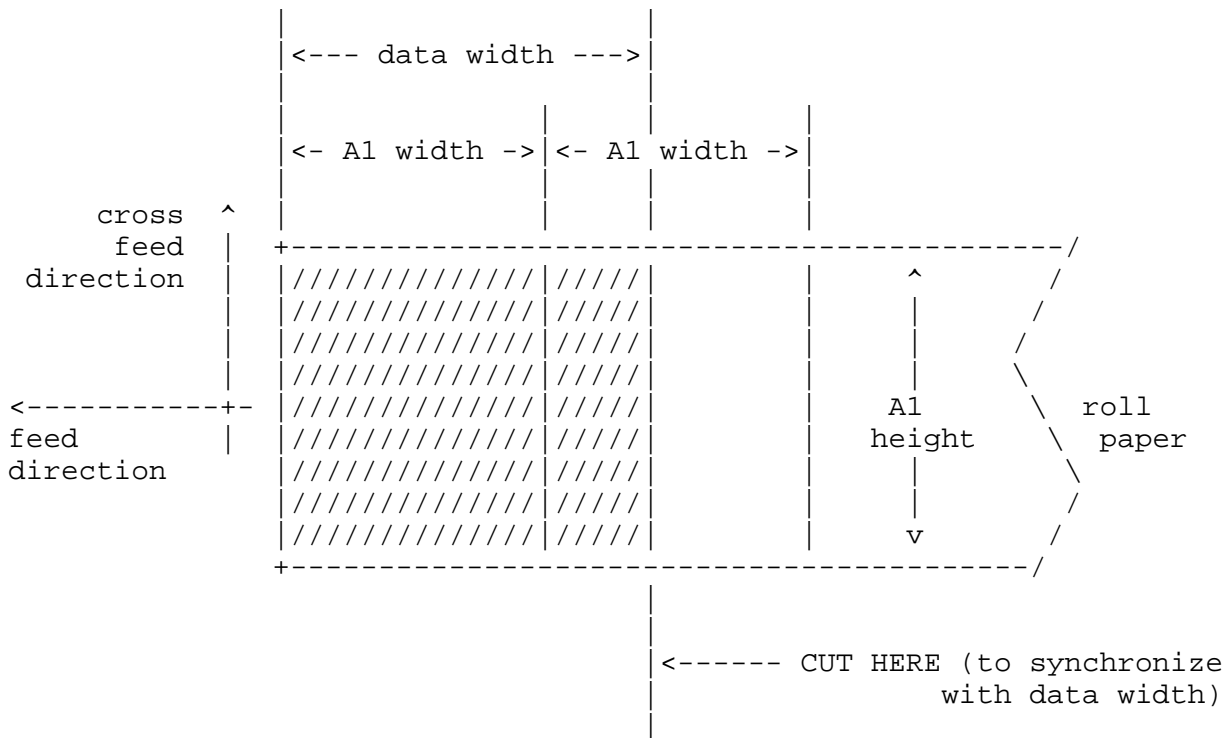 <--- data width --->
<- A1 width -> <- A1 width ->
cross
feed
direction
A1 roll
feed height paper
direction
<------ CUT HERE (to synchronize
with data width)